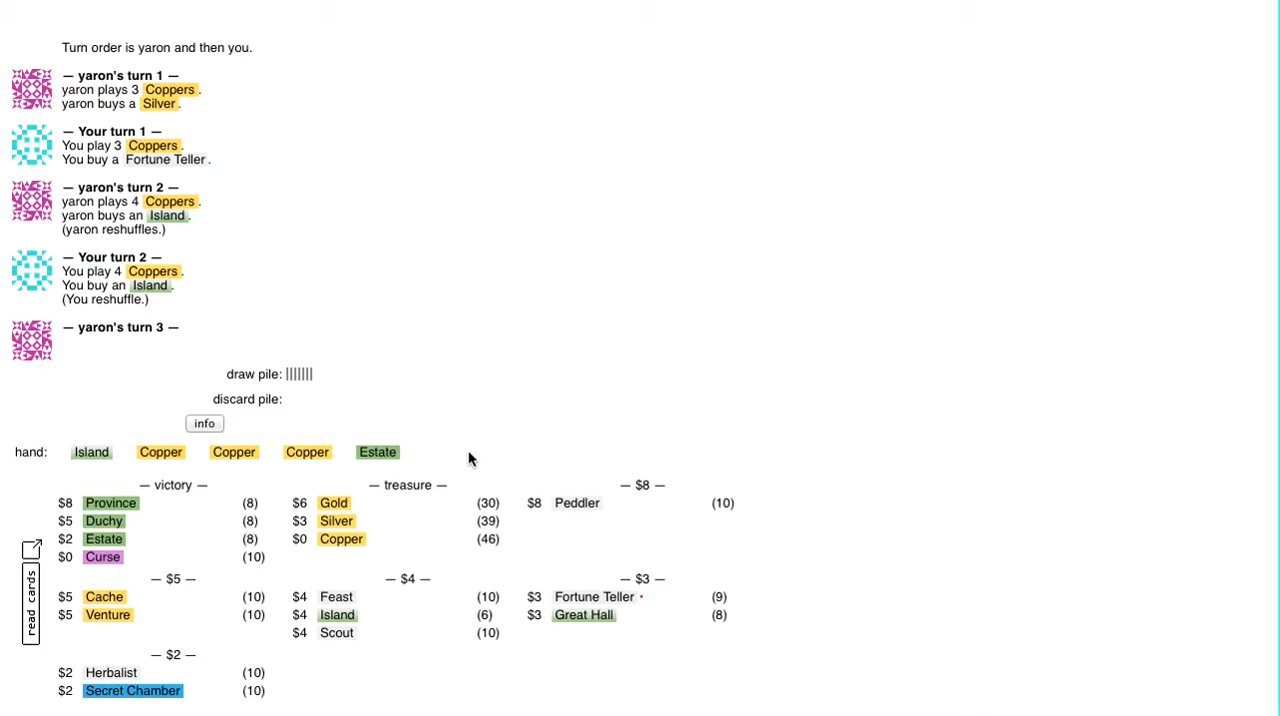 Turn order is yaron and then you.
— yaron's turn 1 —
yaron plays 3 Coppers.
yaron buys a Silver.
— Your turn 1 —
You play 3 Coppers.
You buy a Fortune Teller.
— yaron's turn 2 —
yaron plays 4 Coppers.
yaron buys an Island.
(yaron reshuffles.)
— Your turn 2 —
You play 4 Coppers.
You buy an Island.
(You reshuffle.)
— yaron's turn 3 —
draw pile: |||||||
discard pile:
info
hand: Island Copper Copper Copper Estate
— victory — — treasure — — $8 —
$8 Province (8) $6 Gold (30) $8 Peddler (10)
$5 Duchy (8) $3 Silver (39)
$2 Estate (8) $0 Copper (46)
$0 Curse (10)
— $5 — — $4 — — $3 —
$5 Cache (10) $4 Feast (10) $3 Fortune Teller • (9)
$5 Venture (10) $4 Island (6) $3 Great Hall (8)
$4 Scout (10)
— $2 —
$2 Herbalist (10)
$2 Secret Chamber (10)
read cards